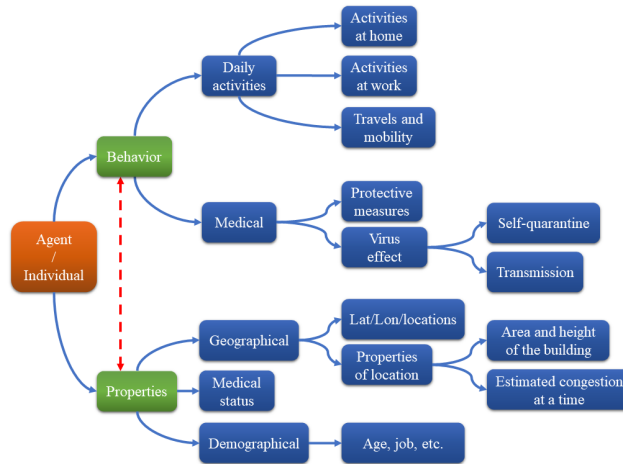 Activities
at home
Daily
activities
Activities
at work
Travels and
mobility
Behavior
Protective
measures
Medical
Virus
effect
Self-quarantine
Transmission
Agent
/
Individual
Geographical
Lat/Lon/locations
Properties
of location
Area and height
of the building
Estimated congestion
at a time
Properties
Medical
status
Demographical
Age, job, etc.